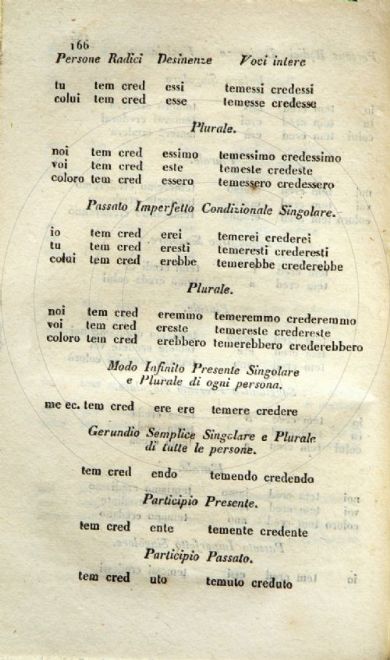 166
Persone Radici Desinenze Voci intere
tu tem cred essi temessi credessi
colui tem cred esse temesse credesse
Plurale.
noi tem cred essimo temessimo credessimo
voi tem cred este temeste credeste
coloro tem cred essero temessero credessero
Passato Imperfetto Condizionale Singolare.
io tem cred erei temerei crederei
tu tem cred eresti temeresti crederesti
colui tem cred erebbe temerebbe crederebbe
Plurale.
noi tem cred eremmo temeremmo crederemmo
voi tem cred ereste temereste credereste
coloro tem cred erebbero temerebbero crederebbero
Modo Infinito Presente Singolare
e Plurale di ogni persona.
me ec. tem cred ere ere temere credere
Gerundio Semplice Singolare e Plurale
di tutte le persone.
tem cred endo temendo credendo
Participio Presente.
tem cred ente temente credente
Participio Passato.
tem cred uto temuto creduto